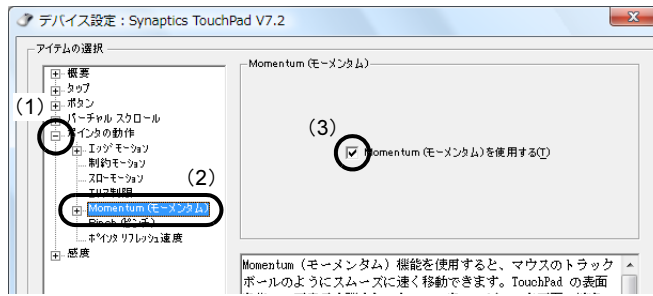 デバイス設定：Synaptics TouchPad V7.2
アイテムの選択
概要
タップ
(1)
ボタン
バーチャル スクロール
ポインタの動作
エッジ モーション
制約モーション
スローモーション
(2)
エリア制限
Momentum (モーメンタム)
Pinch (ピンチ)
ポインタ リフレッシュ速度
感度
Momentum (モーメンタム)
(3)
Momentum (モーメンタム)を使用する(T)
Momentum（モーメンタム）機能を使用すると、マウスのトラック
ボールのようにスムーズに速く移動できます。TouchPad の表面